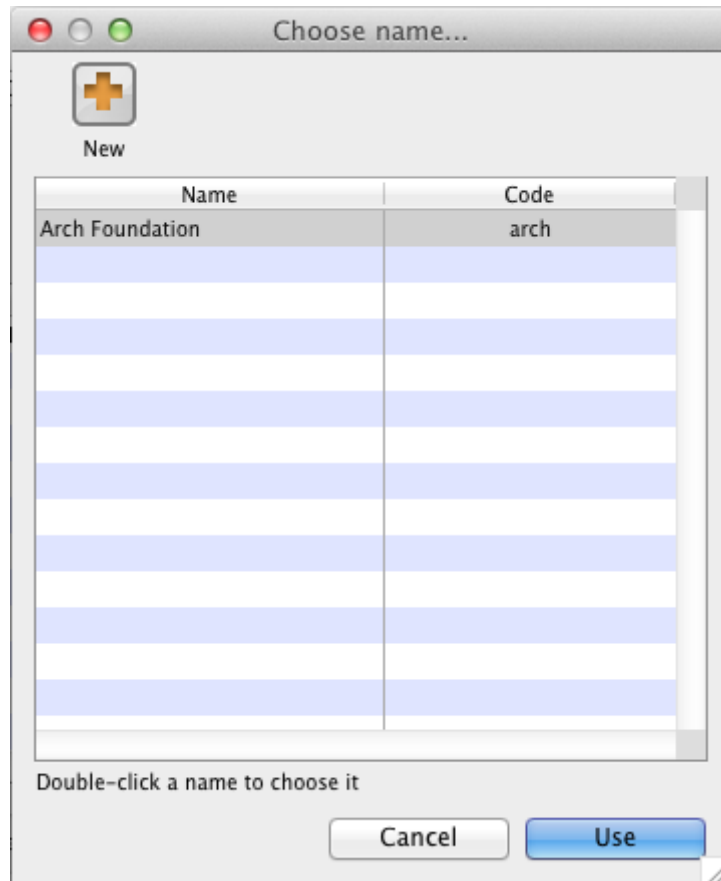 Choose name...
New
Name Code
Arch Foundation arch
Double-click a name to choose it
Cancel Use